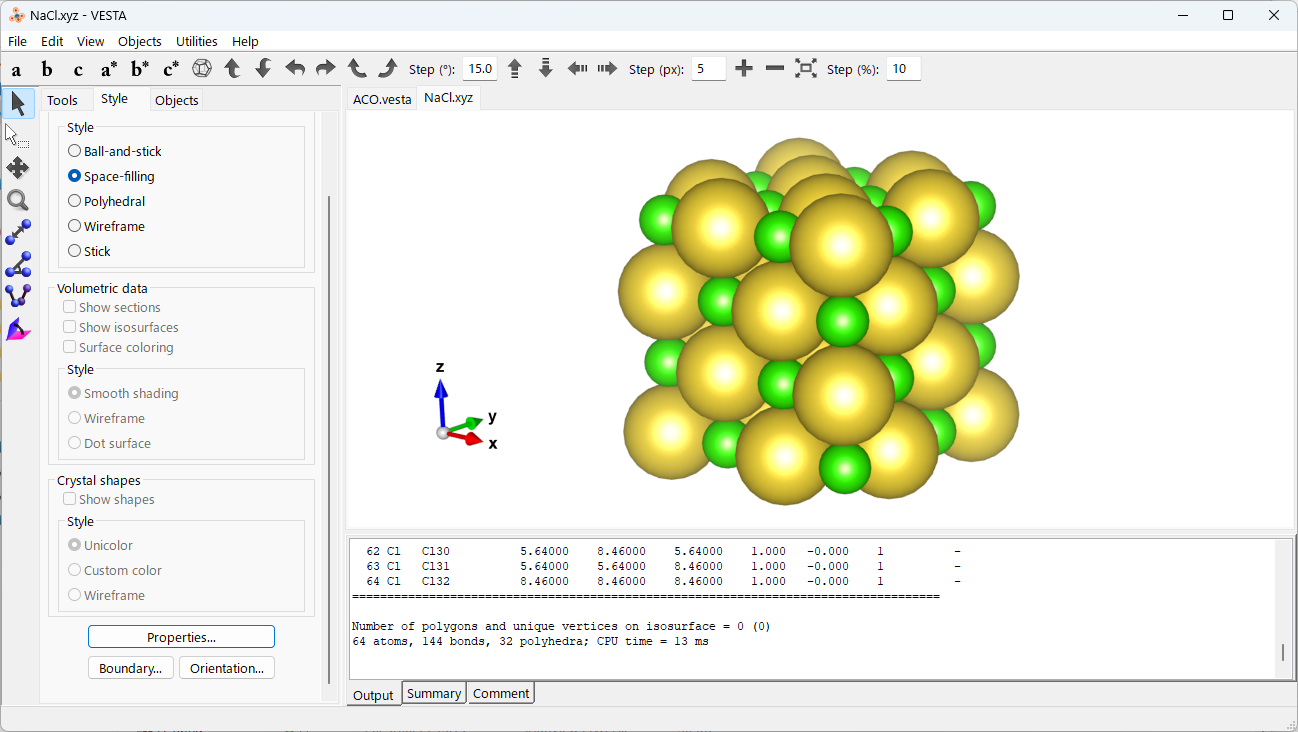 NaCl.xyz - VESTA
File Edit View Objects Utilities Help
a b c a* b* c* Step (°): 15.0 Step (px): 5 Step (%): 10
Tools Style Objects
ACO.vesta NaCl.xyz
Style
Ball-and-stick
Space-filling
Polyhedral
Wireframe
Stick
Volumetric data
Show sections
Show isosurfaces
Surface coloring
Style
Smooth shading
Wireframe
Dot surface
Crystal shapes
Show shapes
Style
Unicolor
Custom color
Wireframe
Properties...
Boundary... Orientation...
z
y
x
62 Cl Cl30 5.64000 8.46000 5.64000 1.000 -0.000 1 -
63 Cl Cl31 5.64000 5.64000 8.46000 1.000 -0.000 1 -
64 Cl Cl32 8.46000 8.46000 8.46000 1.000 -0.000 1 -
====================================================================================
Number of polygons and unique vertices on isosurface = 0 (0)
64 atoms, 144 bonds, 32 polyhedra; CPU time = 13 ms
Output Summary Comment